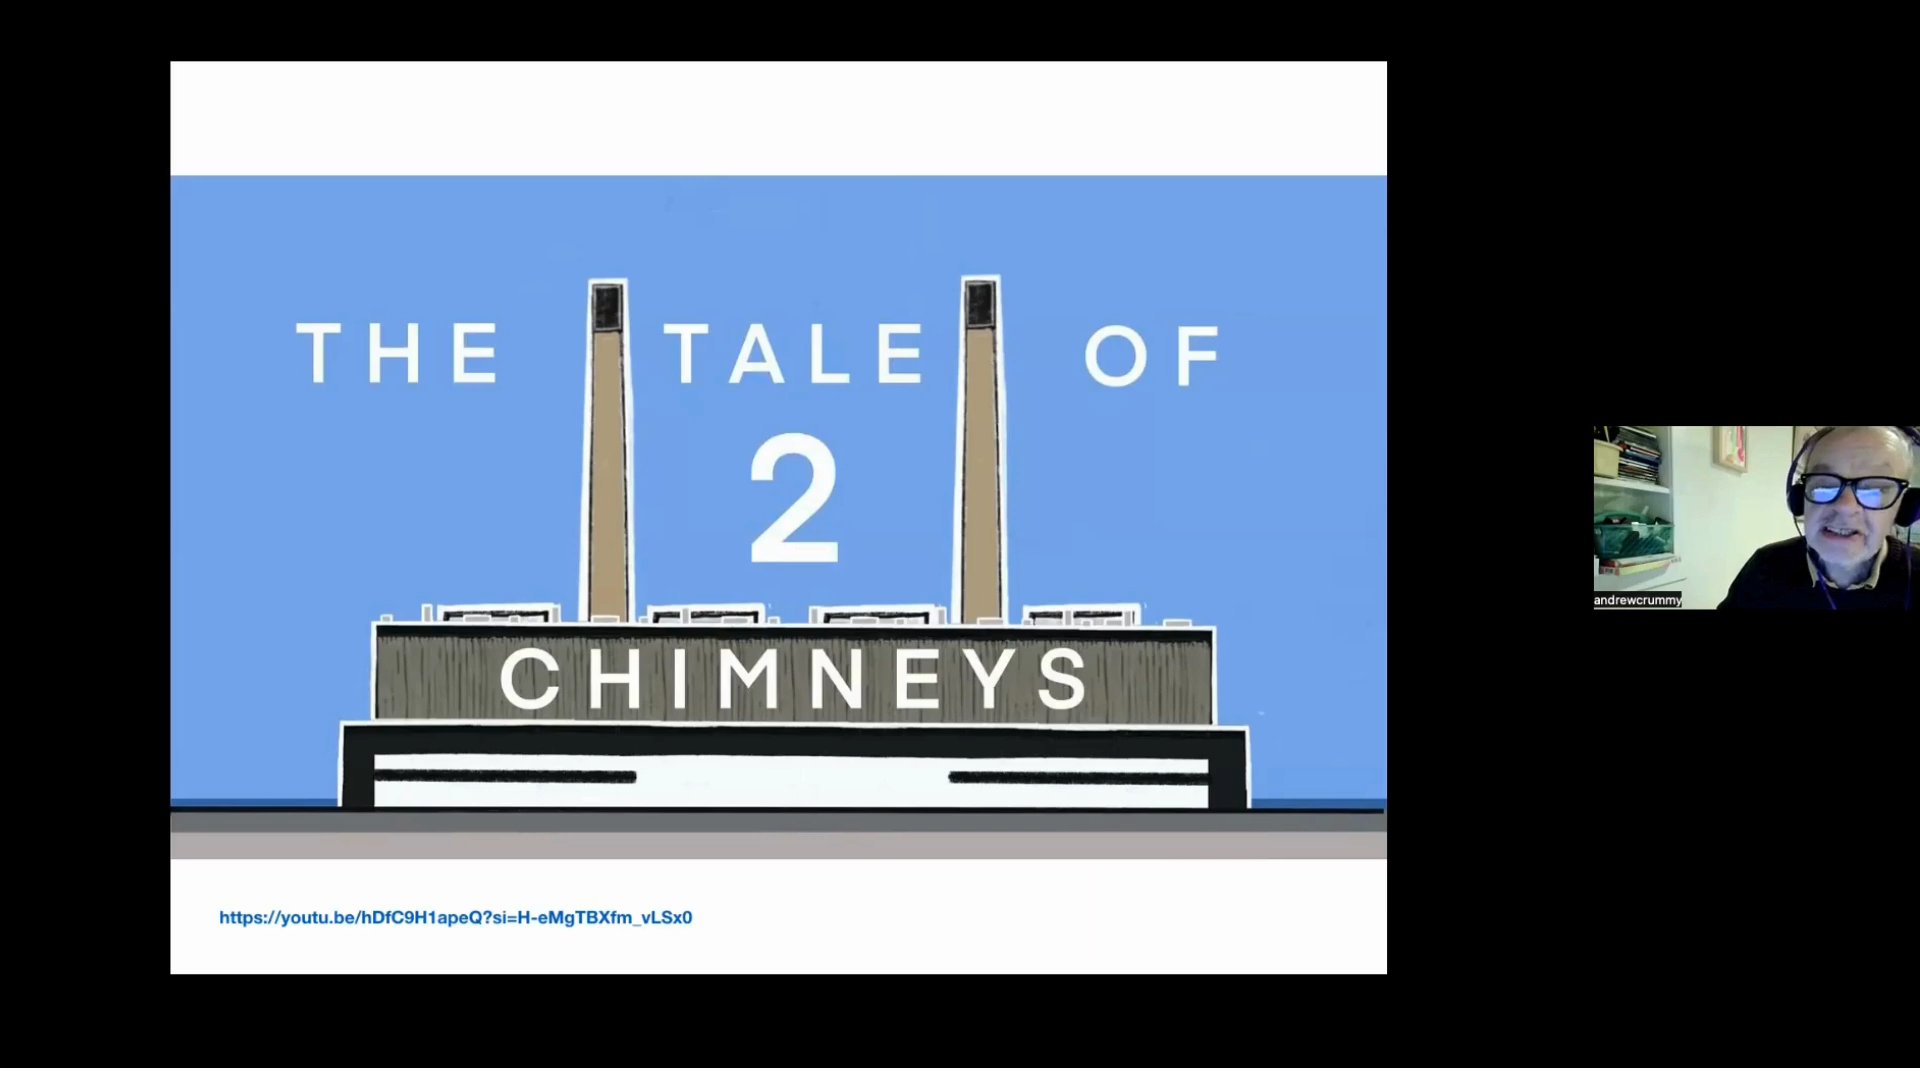 THE TALE OF
2
CHIMNEYS
https://youtu.be/hDfC9H1apeQ?si=H-eMgTBXfm_vLSx0
andrewcrummy